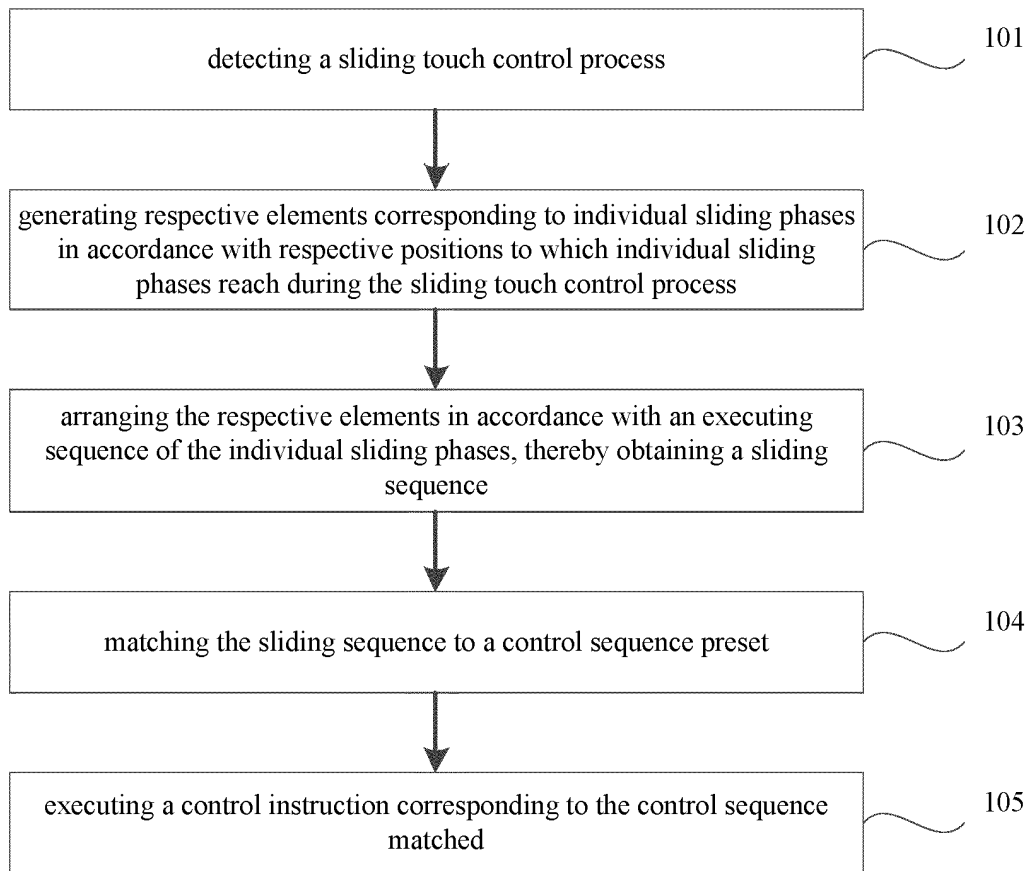 detecting a sliding touch control process
101
generating respective elements corresponding to individual sliding phases
in accordance with respective positions to which individual sliding
phases reach during the sliding touch control process
102
arranging the respective elements in accordance with an executing
sequence of the individual sliding phases, thereby obtaining a sliding
sequence
103
matching the sliding sequence to a control sequence preset
104
executing a control instruction corresponding to the control sequence
matched
105